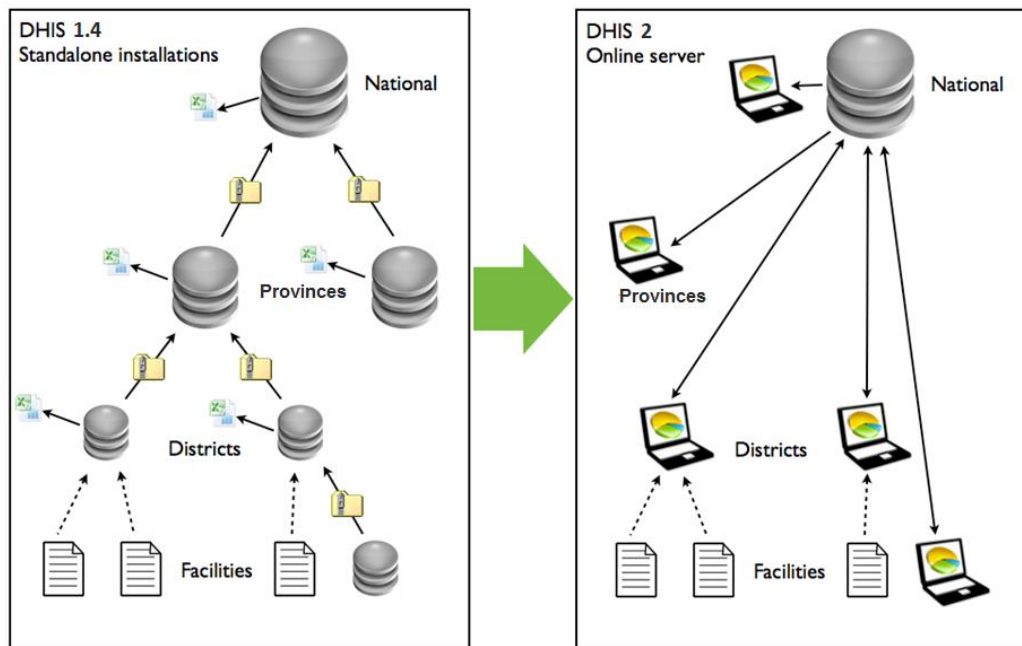 DHIS 1.4
Standalone installations
National
Provinces
Districts
Facilities
DHIS 2
Online server
National
Provinces
Districts
Facilities